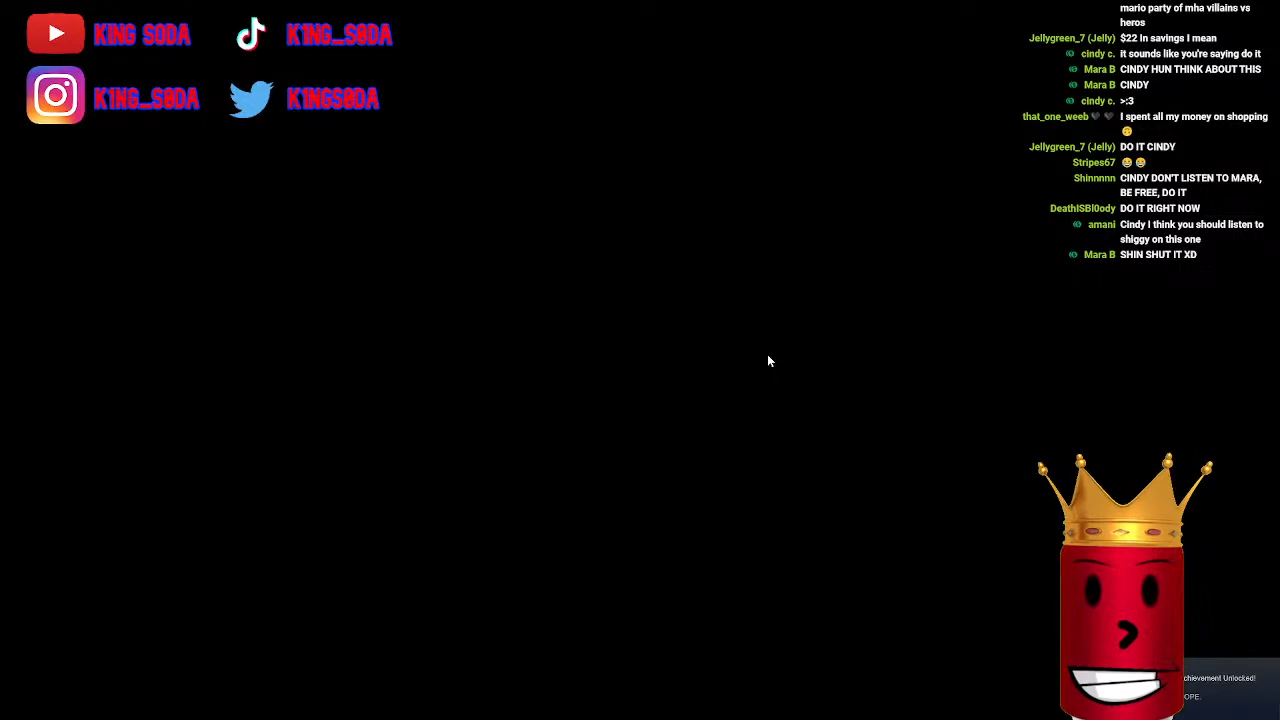 KING SODA
K1NG_S0DA
K1NG_S0DA
K1NGS0DA
mario party of mha villains vs
heros
Jellygreen_7 (Jelly) $22 in savings I mean
cindy c. it sounds like you're saying do it
Mara B CINDY HUN THINK ABOUT THIS
Mara B CINDY
cindy c. >:3
that_one_weeb🖤🖤 I spent all my money on shopping
🙃
Jellygreen_7 (Jelly) DO IT CINDY
Stripes67 😂😂
Shinnnnn CINDY DON'T LISTEN TO MARA,
BE FREE, DO IT
DeathISBl0ody DO IT RIGHT NOW
amani Cindy I think you should listen to
shiggy on this one
Mara B SHIN SHUT IT XD
chievement Unlocked!
OPE.